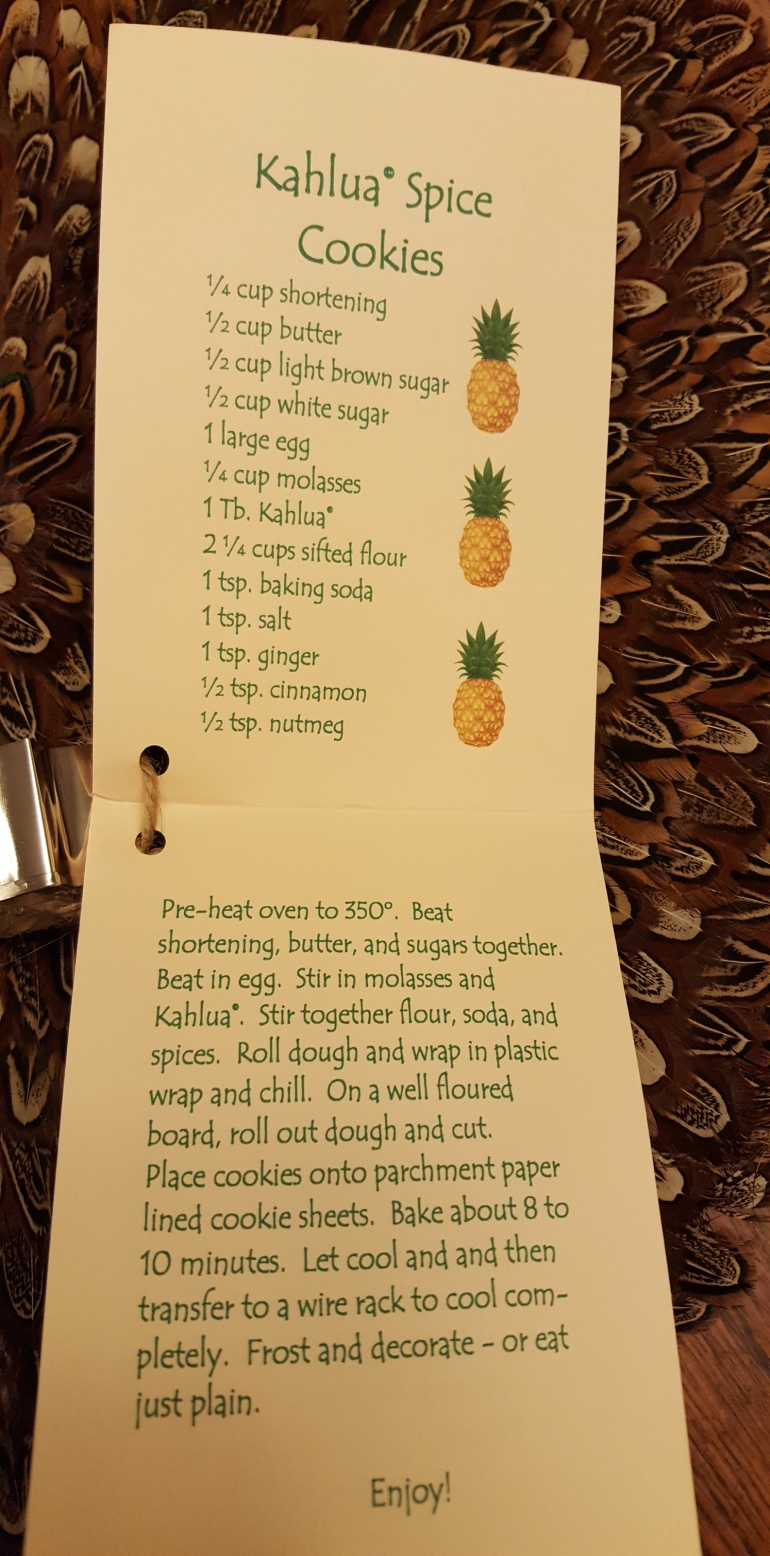 Kahlua® Spice
Cookies
1/4 cup shortening
1/2 cup butter
1/2 cup light brown sugar
1/2 cup white sugar
1 large egg
1/4 cup molasses
1 Tb. Kahlua®
2 1/4 cups sifted flour
1 tsp. baking soda
1 tsp. salt
1 tsp. ginger
1/2 tsp. cinnamon
1/2 tsp. nutmeg
Pre-heat oven to 350°. Beat
shortening, butter, and sugars together.
Beat in egg. Stir in molasses and
Kahlua®. Stir together flour, soda, and
spices. Roll dough and wrap in plastic
wrap and chill. On a well floured
board, roll out dough and cut.
Place cookies onto parchment paper
lined cookie sheets. Bake about 8 to
10 minutes. Let cool and and then
transfer to a wire rack to cool com-
pletely. Frost and decorate - or eat
just plain.
Enjoy!